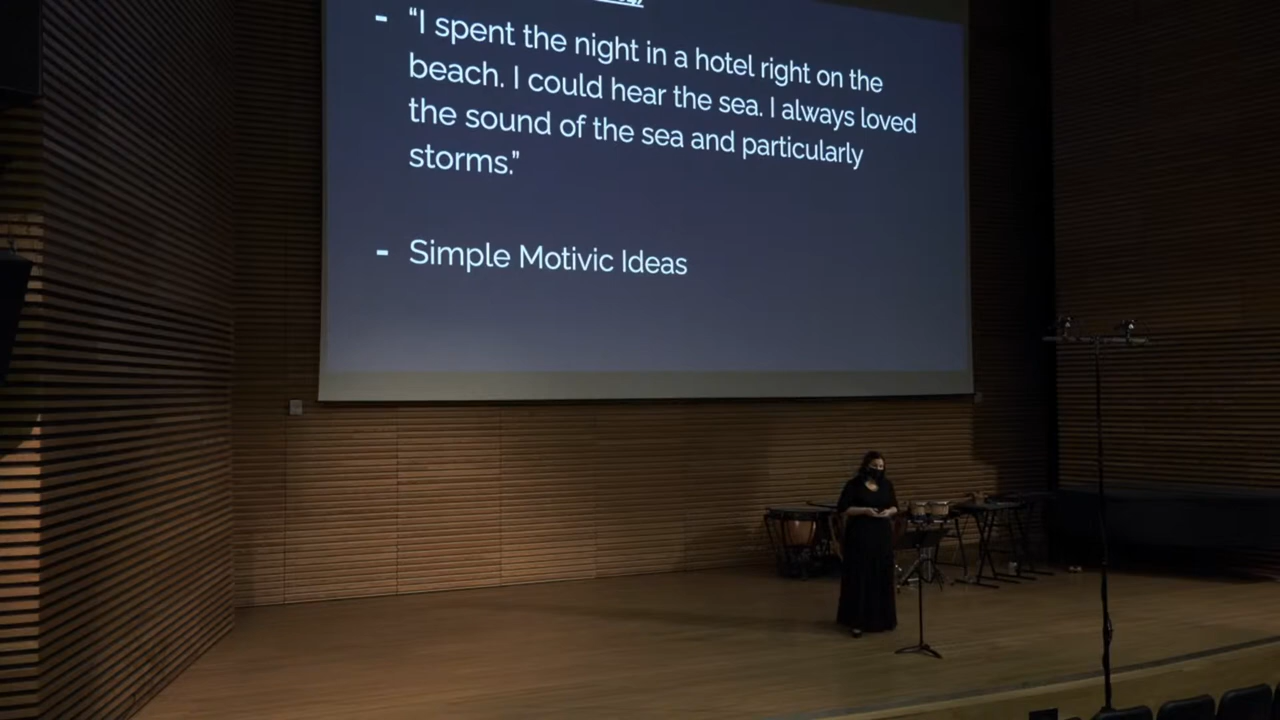 - “I spent the night in a hotel right on the
beach. I could hear the sea. I always loved
the sound of the sea and particularly
storms.”
- Simple Motivic Ideas